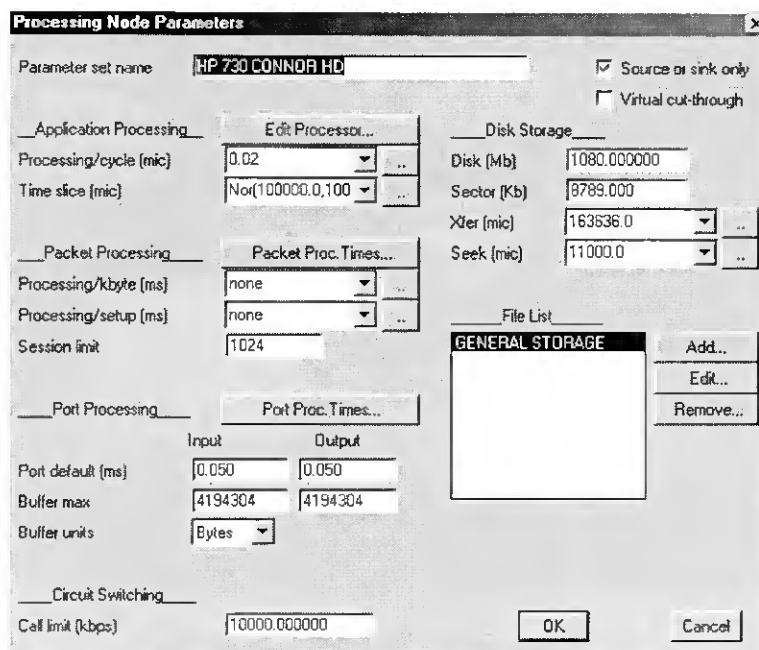 Processing Node Parameters
Parameter set name HP 730 CONNOR HD Source or sink only
Virtual cut-through
Application Processing Edit Processor... Disk Storage
Processing/cycle (mic) 0.02 .. Disk (Mb) 1080.000000
Time slice (mic) Nor(100000.0,100 .. Sector (Kb) 8789.000
Xfer (mic) 163636.0 ..
Packet Processing Packet Proc. Times... Seek (mic) 11000.0 ..
Processing/kbyte (ms) none ..
Processing/setup (ms) none .. File List
Session limit 1024 GENERAL STORAGE Add...
Edit...
Port Processing Port Proc. Times... Remove...
Input Output
Port default (ms) 0.050 0.050
Buffer max 4194304 4194304
Buffer units Bytes
Circuit Switching
Call limit (kbps) 10000.000000 OK Cancel